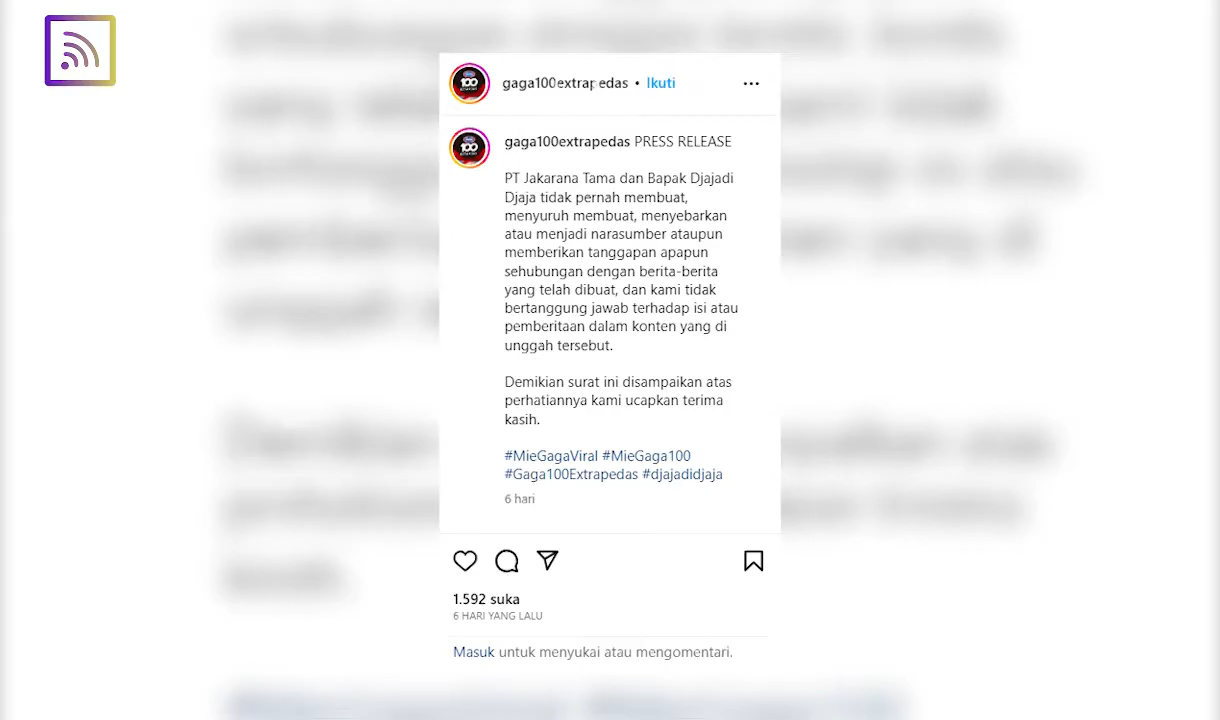 gaga100extrapedas • Ikuti
gaga100extrapedas PRESS RELEASE
PT Jakarana Tama dan Bapak Djajadi
Djaja tidak pernah membuat,
menyuruh membuat, menyebarkan
atau menjadi narasumber ataupun
memberikan tanggapan apapun
sehubungan dengan berita-berita
yang telah dibuat, dan kami tidak
bertanggung jawab terhadap isi atau
pemberitaan dalam konten yang di
unggah tersebut.
Demikian surat ini disampaikan atas
perhatiannya kami ucapkan terima
kasih.
#MieGagaViral #MieGaga100
#Gaga100Extrapedas #djajadidjaja
6 hari
1.592 suka
6 HARI YANG LALU
Masuk untuk menyukai atau mengomentari.